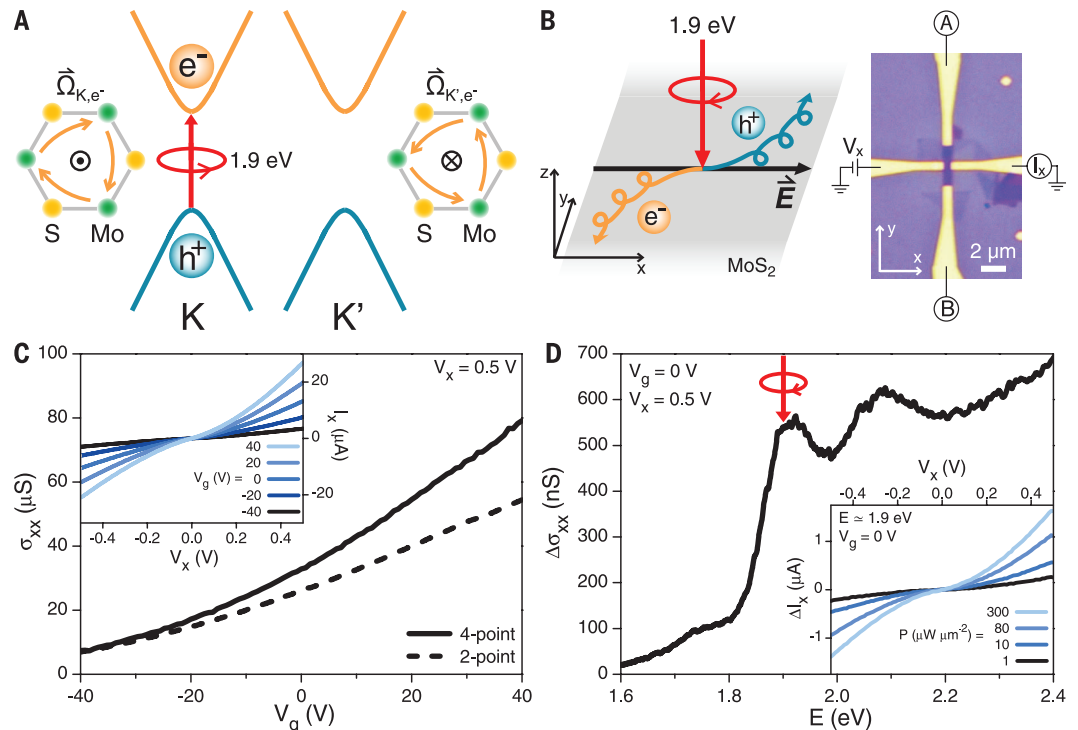 A
Ω⃗K,e⁻
e⁻
Ω⃗K',e⁻
1.9 eV
S Mo
h⁺
S Mo
K K'
B
1.9 eV
A
h⁺
Vx
Ix
z
y
x
E⃗
e⁻
MoS₂
y
x
2 μm
B
C
100
80
60
40
20
0
σxx (μS)
-40 -20 0 20 40
Vg (V)
Vx = 0.5 V
20
0
-20
Ix (μA)
Vg (V) =
40
20
0
-20
-40
-0.4 -0.2 0.0 0.2 0.4
Vx (V)
4-point
2-point
D
700
600
500
400
300
200
100
0
Δσxx (nS)
Vg = 0 V
Vx = 0.5 V
1.6 1.8 2.0 2.2 2.4
E (eV)
Vx (V)
-0.4 -0.2 0.0 0.2 0.4
E ≃ 1.9 eV
Vg = 0 V
1
0
-1
ΔIx (μA)
P (μW μm⁻²) =
300
80
10
1